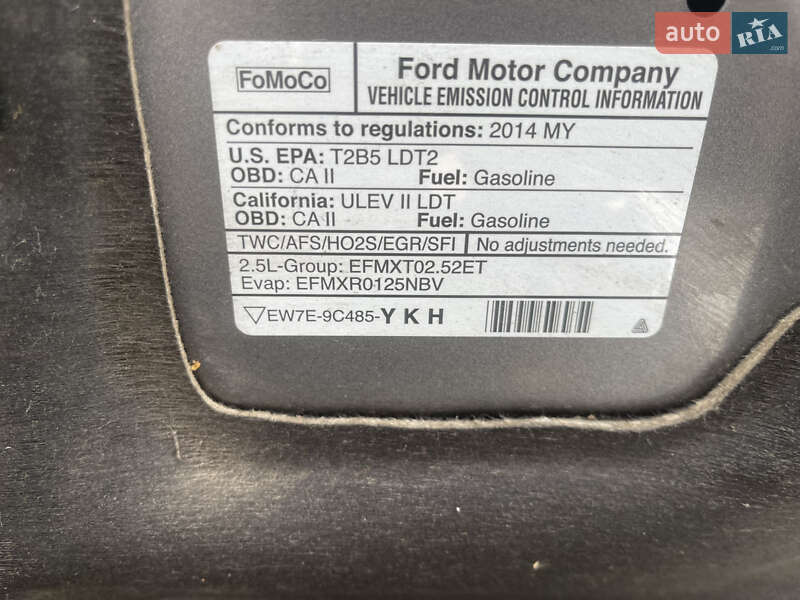 auto RIA.com
FoMoCo
Ford Motor Company
VEHICLE EMISSION CONTROL INFORMATION
Conforms to regulations: 2014 MY
U.S. EPA: T2B5 LDT2
OBD: CA II Fuel: Gasoline
California: ULEV II LDT
OBD: CA II Fuel: Gasoline
TWC/AFS/HO2S/EGR/SFI No adjustments needed.
2.5L-Group: EFMXT02.52ET
Evap: EFMXR0125NBV
EW7E-9C485-Y K H